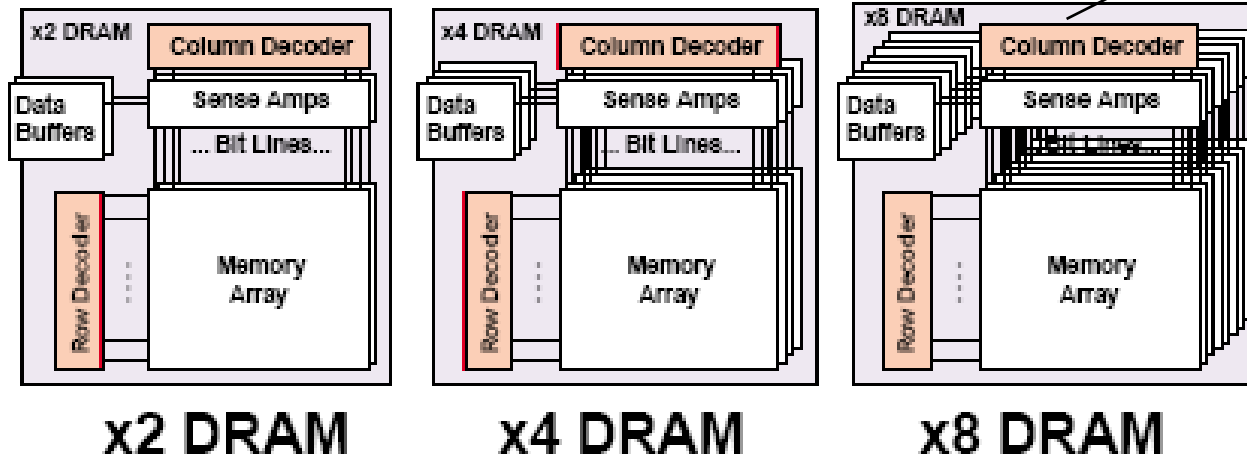 x2 DRAM
Column Decoder
Data
Buffers
Sense Amps
... Bit Lines...
Row Decoder
Memory
Array
x4 DRAM
Column Decoder
Data
Buffers
Sense Amps
... Bit Lines...
Row Decoder
Memory
Array
x8 DRAM
Column Decoder
Data
Buffers
Sense Amps
Bit Lines...
Row Decoder
Memory
Array
x2 DRAM
x4 DRAM
x8 DRAM